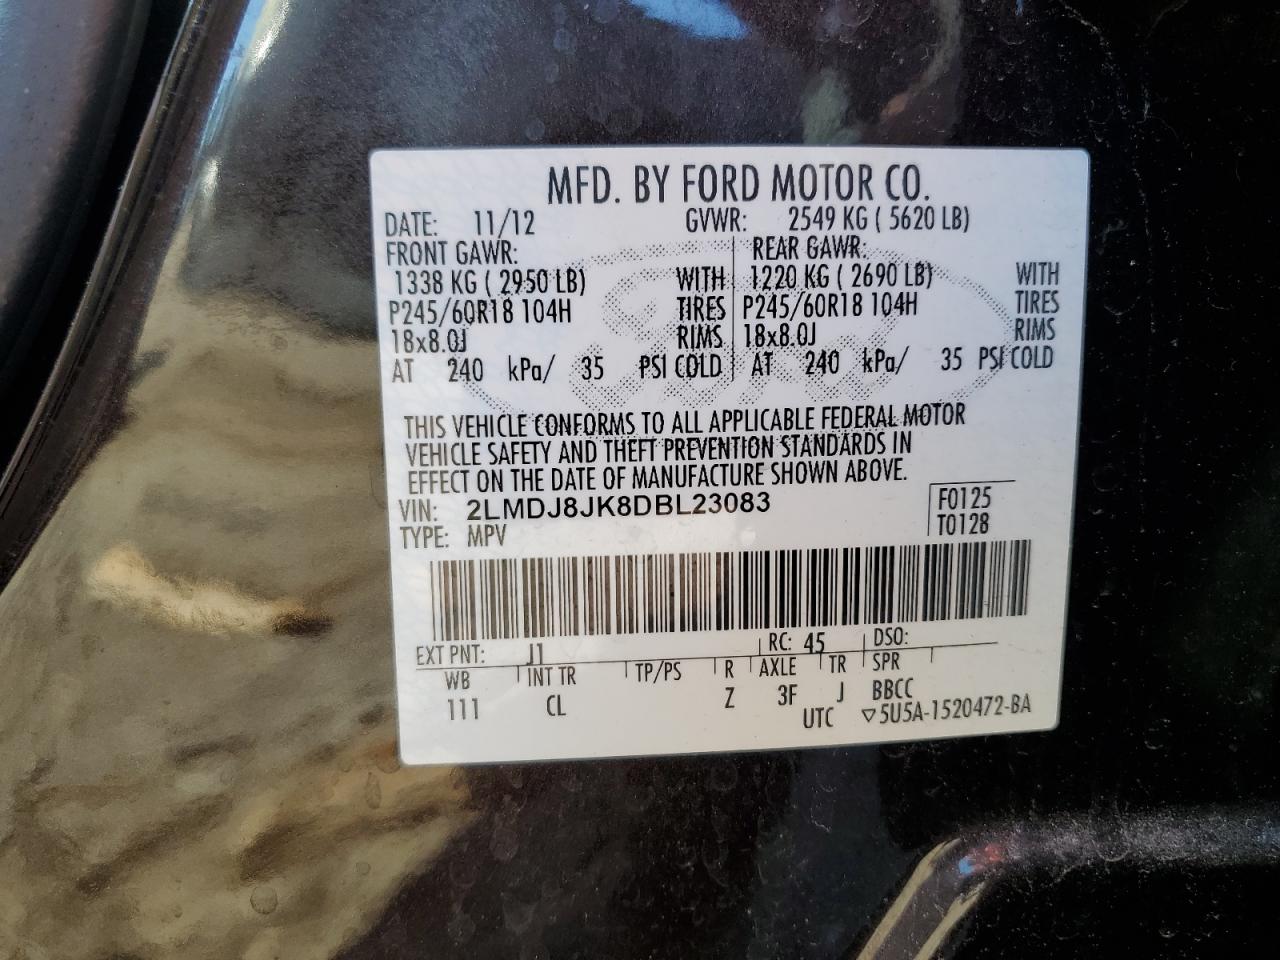 MFD. BY FORD MOTOR CO.
DATE: 11/12 GVWR: 2549 KG ( 5620 LB)
FRONT GAWR: REAR GAWR:
1338 KG ( 2950 LB) WITH 1220 KG ( 2690 LB) WITH
P245/60R18 104H TIRES P245/60R18 104H TIRES
18x8.0J RIMS 18x8.0J RIMS
AT 240 kPa/ 35 PSI COLD AT 240 kPa/ 35 PSI COLD
THIS VEHICLE CONFORMS TO ALL APPLICABLE FEDERAL MOTOR
VEHICLE SAFETY AND THEFT PREVENTION STANDARDS IN
EFFECT ON THE DATE OF MANUFACTURE SHOWN ABOVE.
VIN: 2LMDJ8JK8DBL23083 F0125
TYPE: MPV T0128
EXT PNT: J1 RC: 45 DSO:
WB INT TR TP/PS R AXLE TR SPR
111 CL Z 3F J BBCC
UTC ▽5U5A-1520472-BA